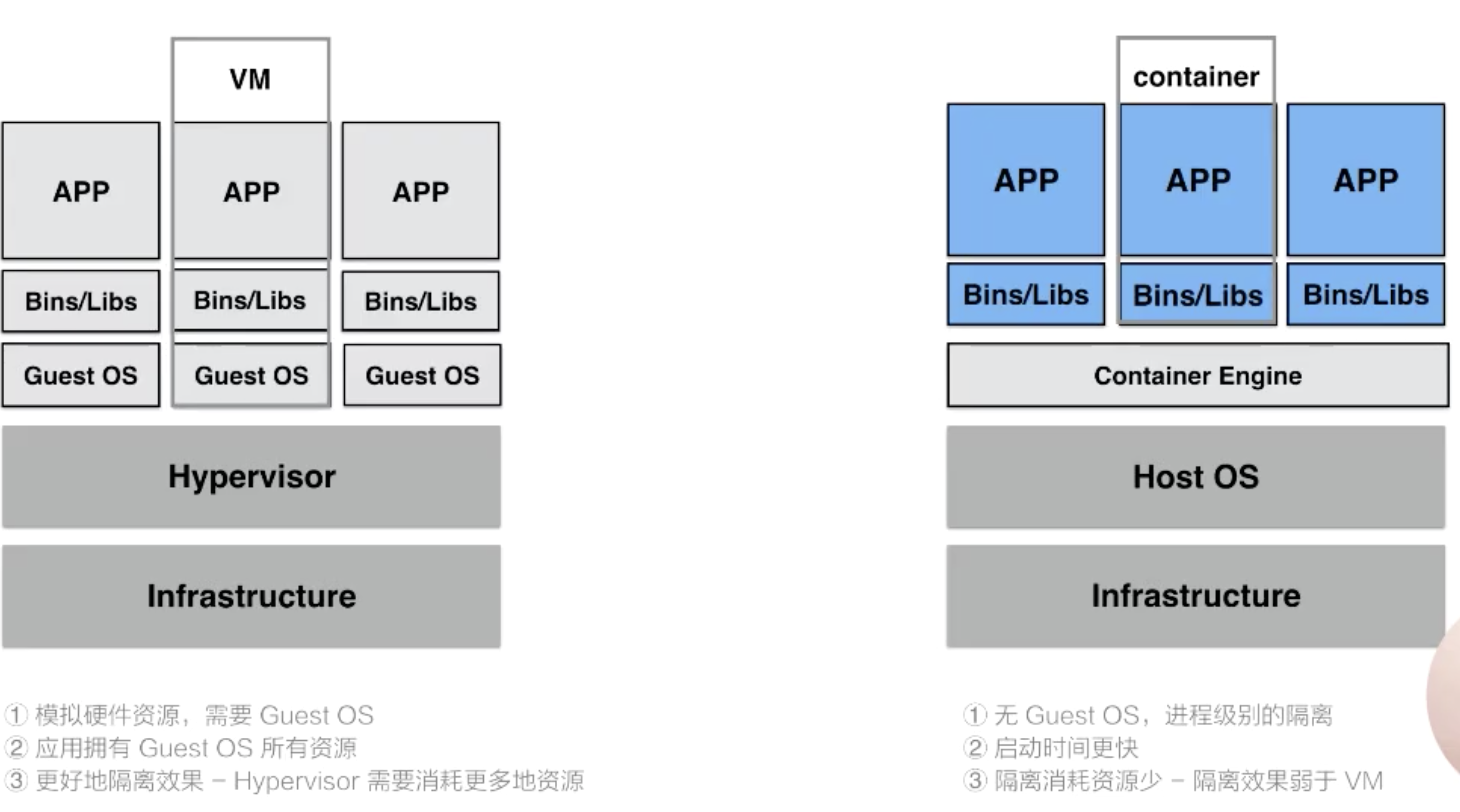 VM
APP
APP
APP
Bins/Libs
Bins/Libs
Bins/Libs
Guest OS
Guest OS
Guest OS
Hypervisor
Infrastructure
① 模拟硬件资源，需要 Guest OS
② 应用拥有 Guest OS 所有资源
③ 更好地隔离效果 – Hypervisor 需要消耗更多地资源
container
APP
APP
APP
Bins/Libs
Bins/Libs
Bins/Libs
Container Engine
Host OS
Infrastructure
① 无 Guest OS，进程级别的隔离
② 启动时间更快
③ 隔离消耗资源少 – 隔离效果弱于 VM